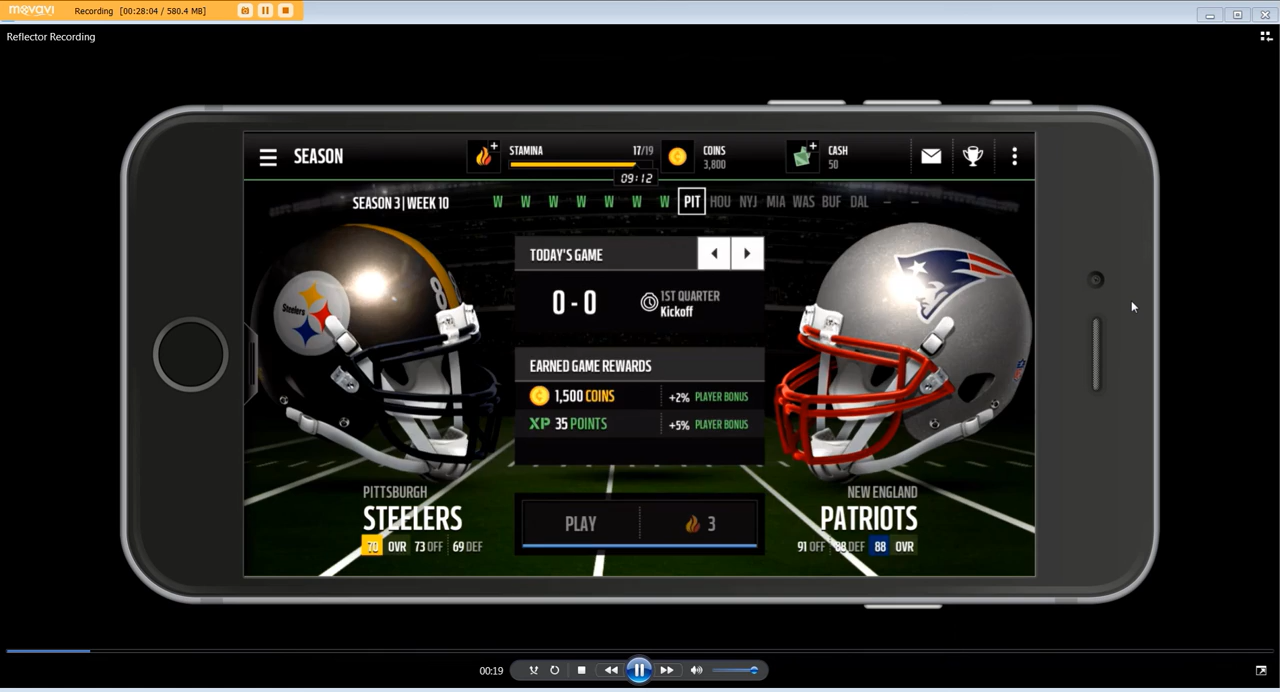 movavi Recording [00:28:04 / 580.4 MB]
Reflector Recording
SEASON
STAMINA 17/19
09:12
COINS
3,800
CASH
50
SEASON 3 | WEEK 10
W W W W W W W PIT HOU NYJ MIA WAS BUF DAL – –
TODAY'S GAME
0 - 0
1ST QUARTER
Kickoff
EARNED GAME REWARDS
1,500 COINS +2% PLAYER BONUS
XP 35 POINTS +5% PLAYER BONUS
Steelers
8
PITTSBURGH
STEELERS
OVR 73 OFF 69 DEF
PLAY 3
NEW ENGLAND
PATRIOTS
91 OFF 88 DEF 88 OVR
00:19